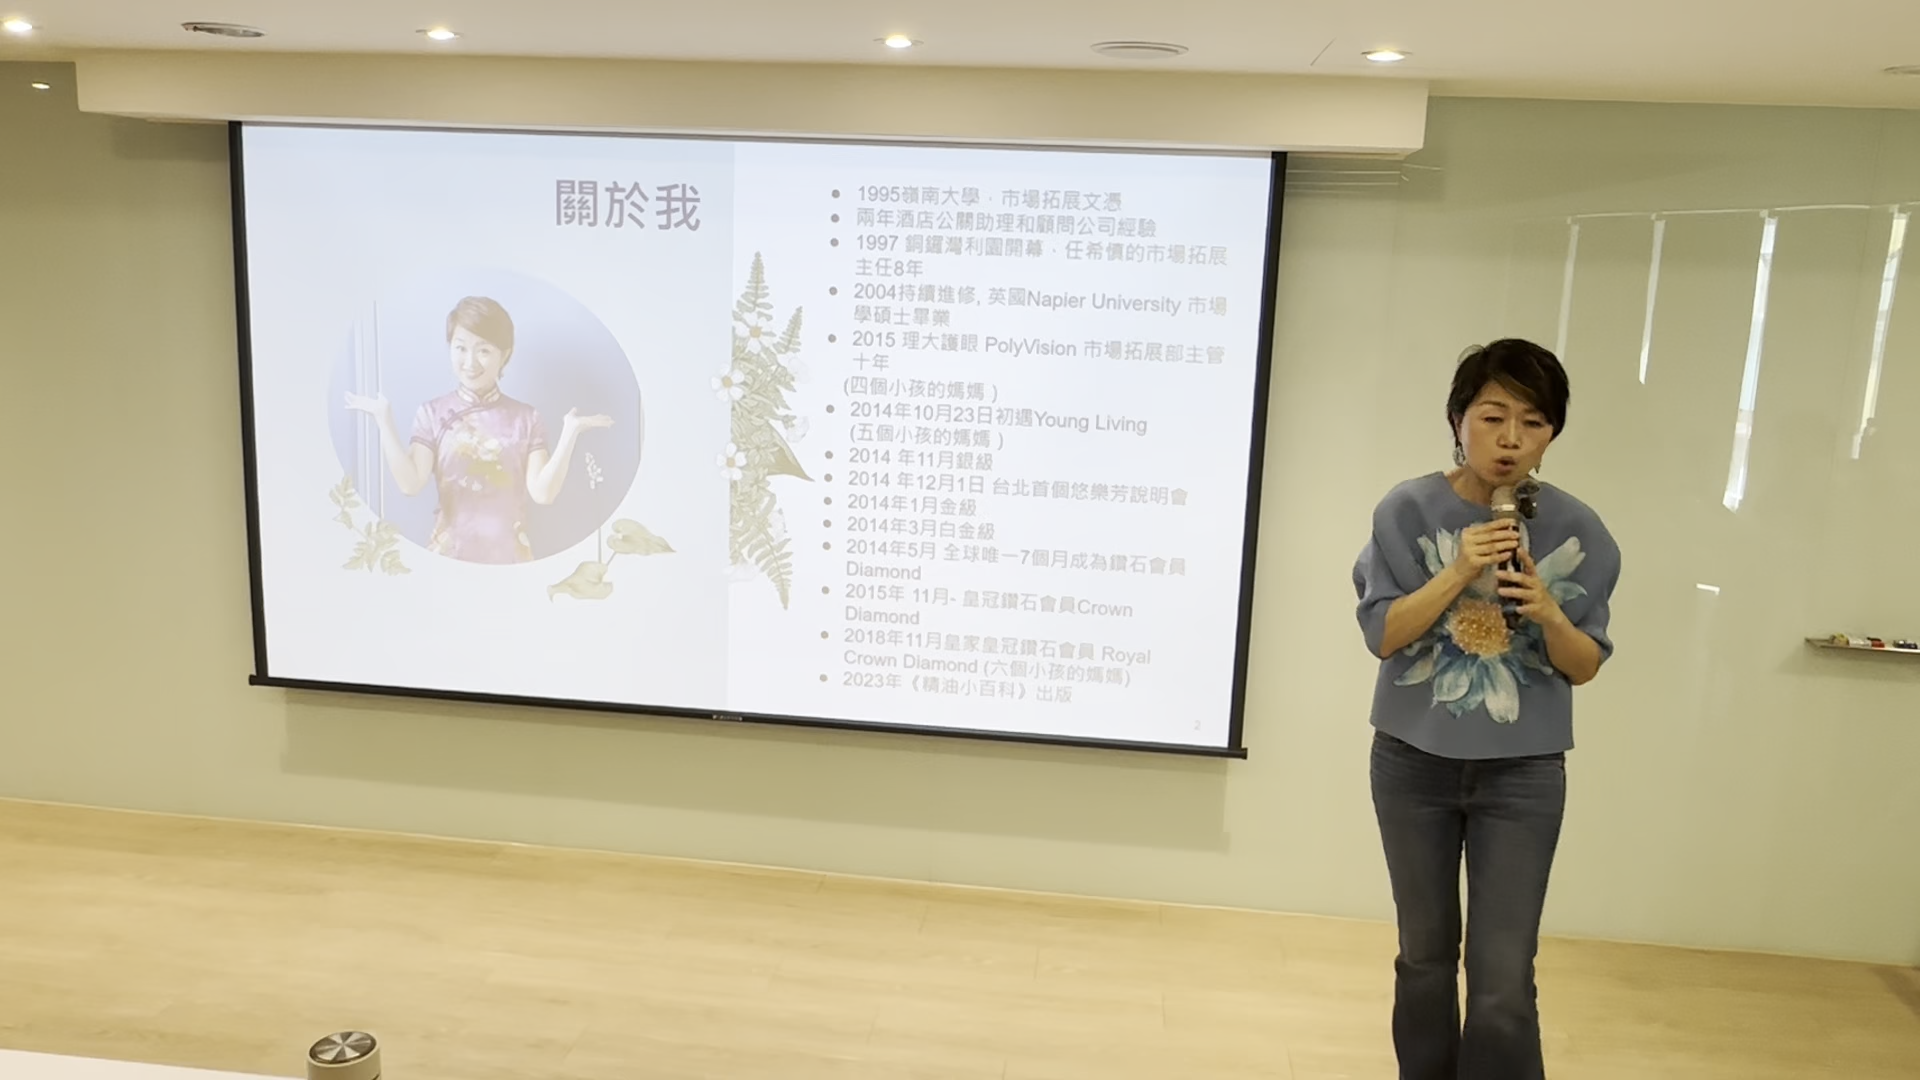 關於我
● 1995嶺南大學，市場拓展文憑
● 兩年酒店公關助理和顧問公司經驗
● 1997 銅鑼灣利園開幕，任希慎的市場拓展
主任8年
● 2004持續進修, 英國Napier University 市場
學碩士畢業
● 2015 理大護眼 PolyVision 市場拓展部主管
十年
(四個小孩的媽媽 )
● 2014年10月23日初遇Young Living
(五個小孩的媽媽 )
● 2014 年11月銀級
● 2014 年12月1日 台北首個悠樂芳說明會
● 2014年1月金級
● 2014年3月白金級
● 2014年5月 全球唯一7個月成為鑽石會員
Diamond
● 2015年 11月- 皇冠鑽石會員Crown
Diamond
● 2018年11月皇家皇冠鑽石會員 Royal
Crown Diamond (六個小孩的媽媽)
● 2023年《精油小百科》出版
2